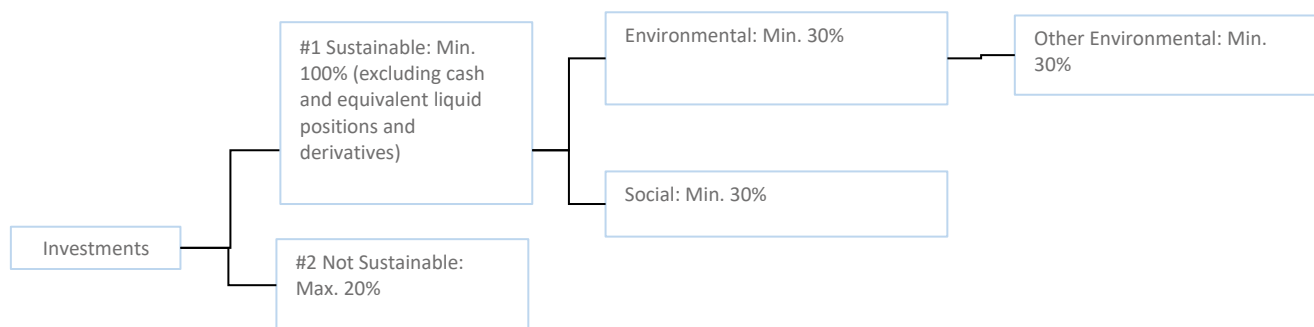 Investments
#1 Sustainable: Min.
100% (excluding cash
and equivalent liquid
positions and
derivatives)
#2 Not Sustainable:
Max. 20%
Environmental: Min. 30%
Social: Min. 30%
Other Environmental: Min.
30%